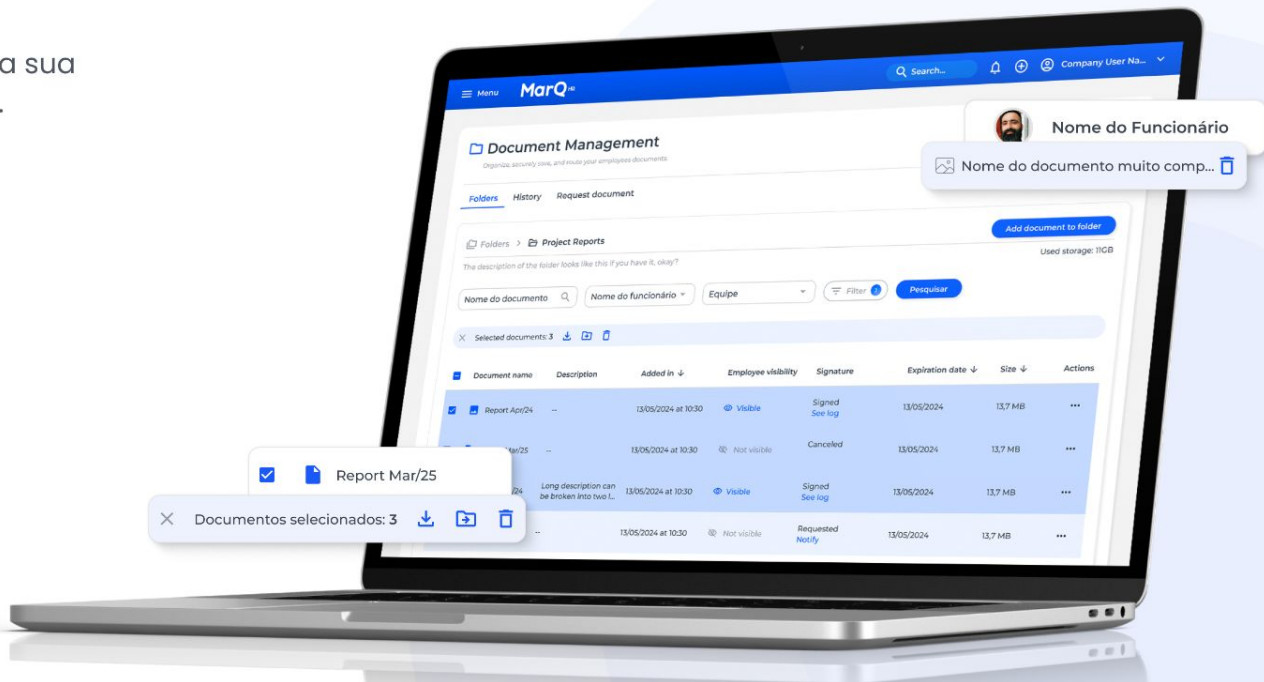 a sua
Menu MarQ HR Search... Company User Na...
Nome do Funcionário
Nome do documento muito comp...
Document Management
Organize, securely save, and route your employees documents
Folders History Request document
Add document to folder
Folders > Project Reports
Used storage: 11GB
The description of the folder looks like this if you have it, okay?
Nome do documento Nome do funcionário Equipe Filter Pesquisar
Selected documents: 3
Document name Description Added in Employee visibility Signature Expiration date Size Actions
Report Apr/24 -- 13/05/2024 at 10:30 Visible Signed 13/05/2024 13,7 MB ...
See log
Mar/25 -- 13/05/2024 at 10:30 Not visible Canceled 13/05/2024 13,7 MB ...
/24 Long description can 13/05/2024 at 10:30 Visible Signed 13/05/2024 13,7 MB ...
be broken into two l... See log
-- 13/05/2024 at 10:30 Not visible Requested 13/05/2024 13,7 MB ...
Notify
Report Mar/25
Documentos selecionados: 3